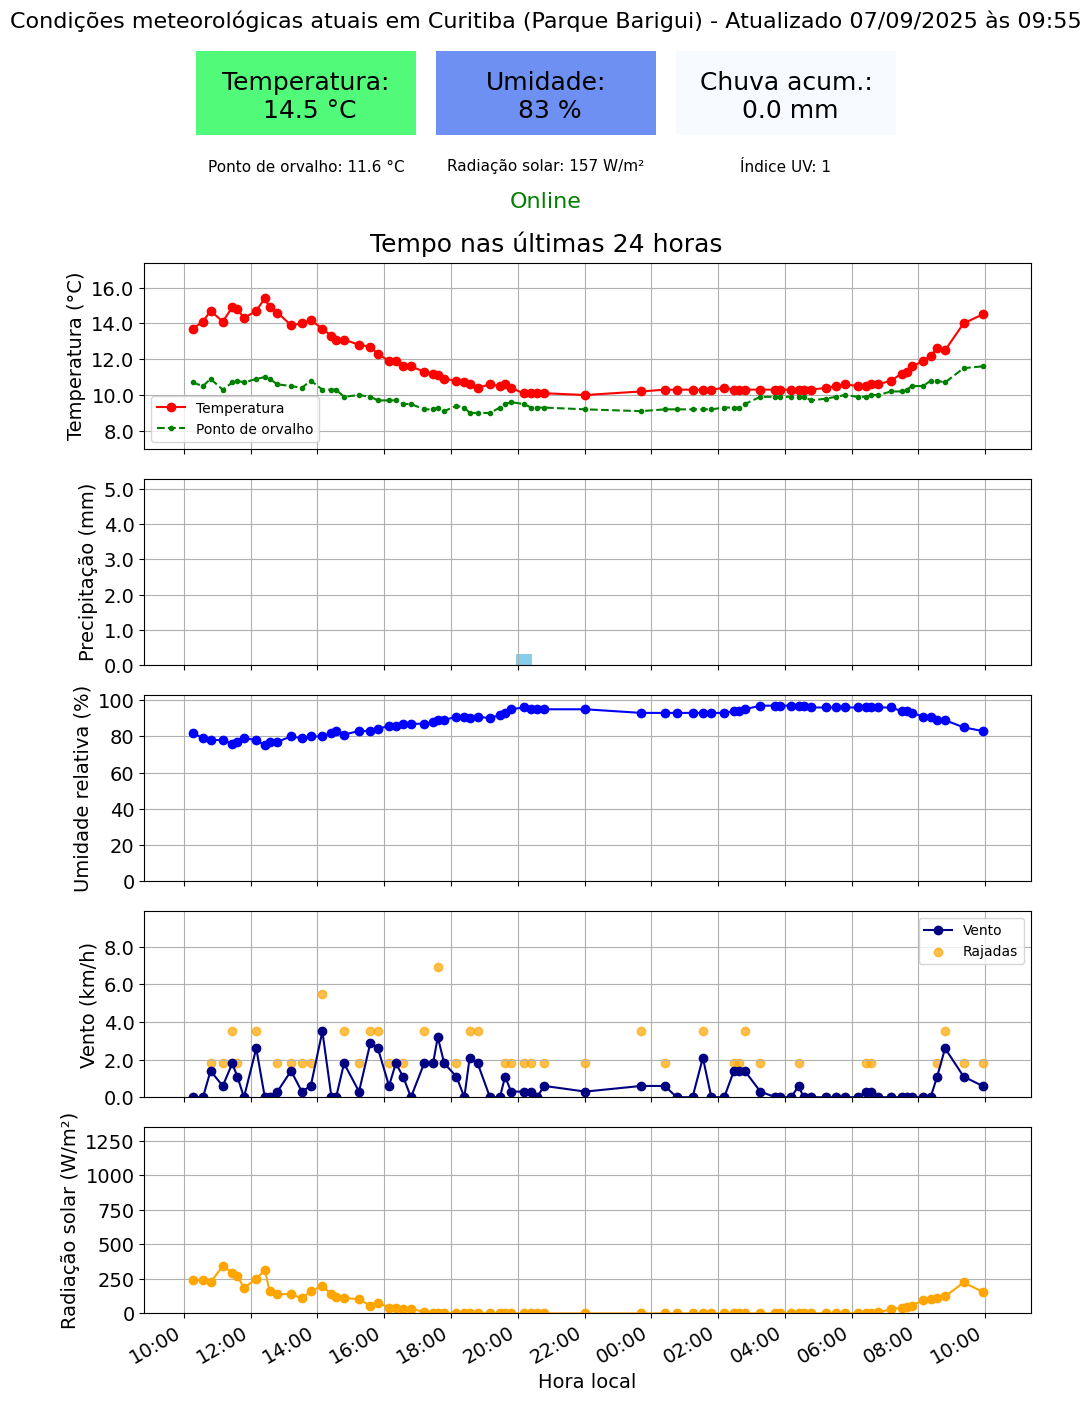 Condições meteorológicas atuais em Curitiba (Parque Barigui) - Atualizado 07/09/2025 às 09:55
Temperatura:
14.5 °C
Umidade:
83 %
Chuva acum.:
0.0 mm
Ponto de orvalho: 11.6 °C
Radiação solar: 157 W/m²
Índice UV: 1
Online
Tempo nas últimas 24 horas
Temperatura (°C)
16.0
14.0
12.0
10.0
8.0
Temperatura
Ponto de orvalho
Precipitação (mm)
5.0
4.0
3.0
2.0
1.0
0.0
Umidade relativa (%)
100
80
60
40
20
0
Vento (km/h)
8.0
6.0
4.0
2.0
0.0
Vento
Rajadas
Radiação solar (W/m²)
1250
1000
750
500
250
0
10:00
12:00
14:00
16:00
18:00
20:00
22:00
00:00
02:00
04:00
06:00
08:00
10:00
Hora local